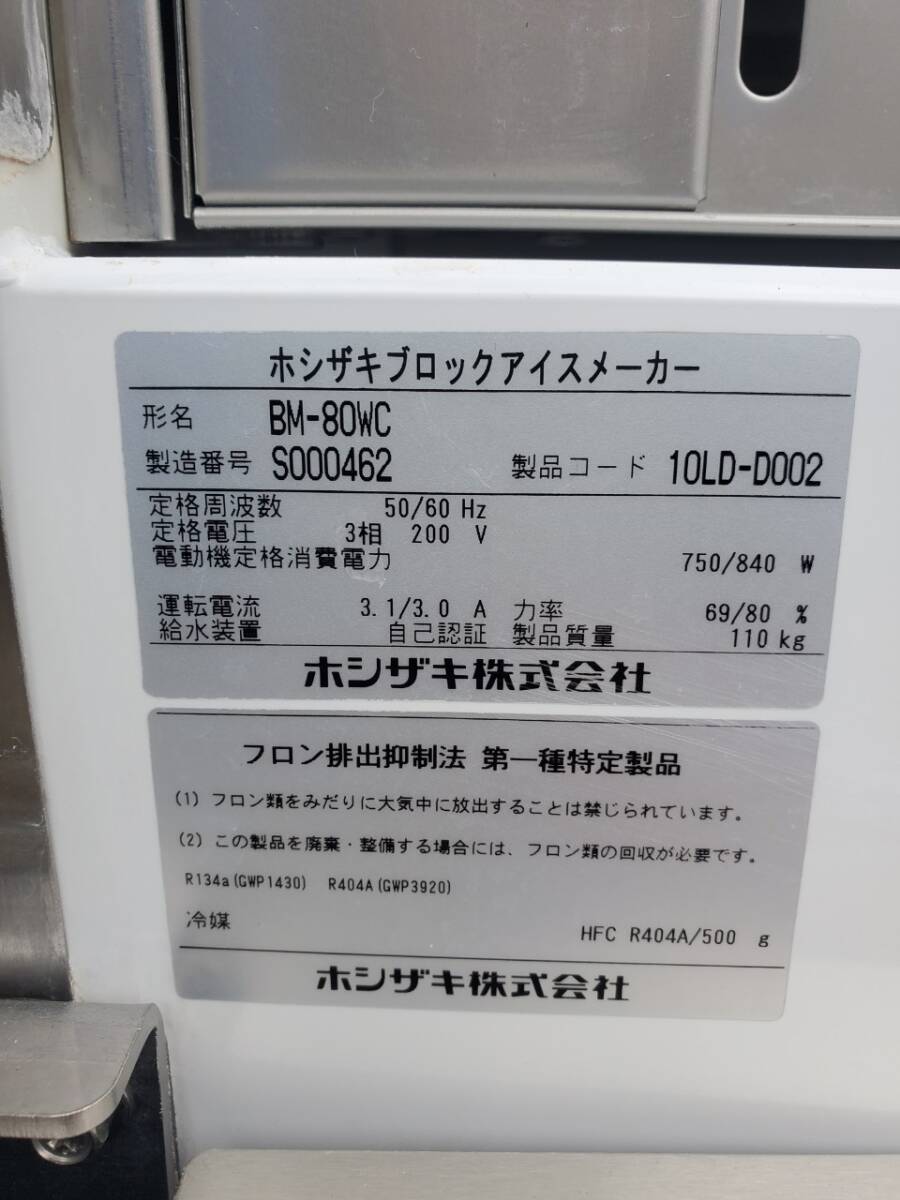 ホシザキブロックアイスメーカー
形名 BM-80WC
製造番号 S000462 製品コード 10LD-D002
定格周波数 50/60 Hz
定格電圧 3相 200 V
電動機定格消費電力 750/840 W
運転電流 3.1/3.0 A 力率 69/80 %
給水装置 自己認証 製品質量 110 kg
ホシザキ株式会社
フロン排出抑制法 第一種特定製品
(1) フロン類をみだりに大気中に放出することは禁じられています。
(2) この製品を廃棄・整備する場合には、フロン類の回収が必要です。
R134a(GWP1430) R404A(GWP3920)
冷媒 HFC R404A/500 g
ホシザキ株式会社